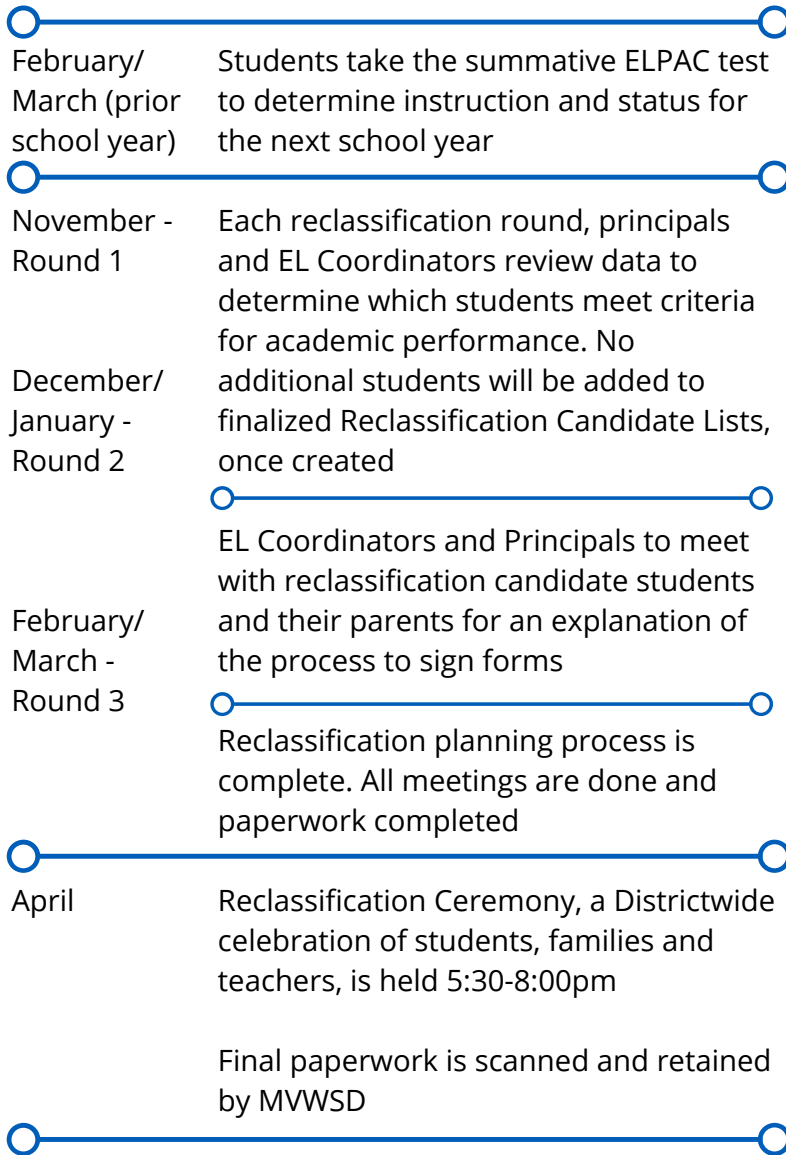 February/
March (prior
school year)
Students take the summative ELPAC test
to determine instruction and status for
the next school year
November -
Round 1
December/
January -
Round 2
February/
March -
Round 3
Each reclassification round, principals
and EL Coordinators review data to
determine which students meet criteria
for academic performance. No
additional students will be added to
finalized Reclassification Candidate Lists,
once created
EL Coordinators and Principals to meet
with reclassification candidate students
and their parents for an explanation of
the process to sign forms
Reclassification planning process is
complete. All meetings are done and
paperwork completed
April
Reclassification Ceremony, a Districtwide
celebration of students, families and
teachers, is held 5:30-8:00pm
Final paperwork is scanned and retained
by MVWSD